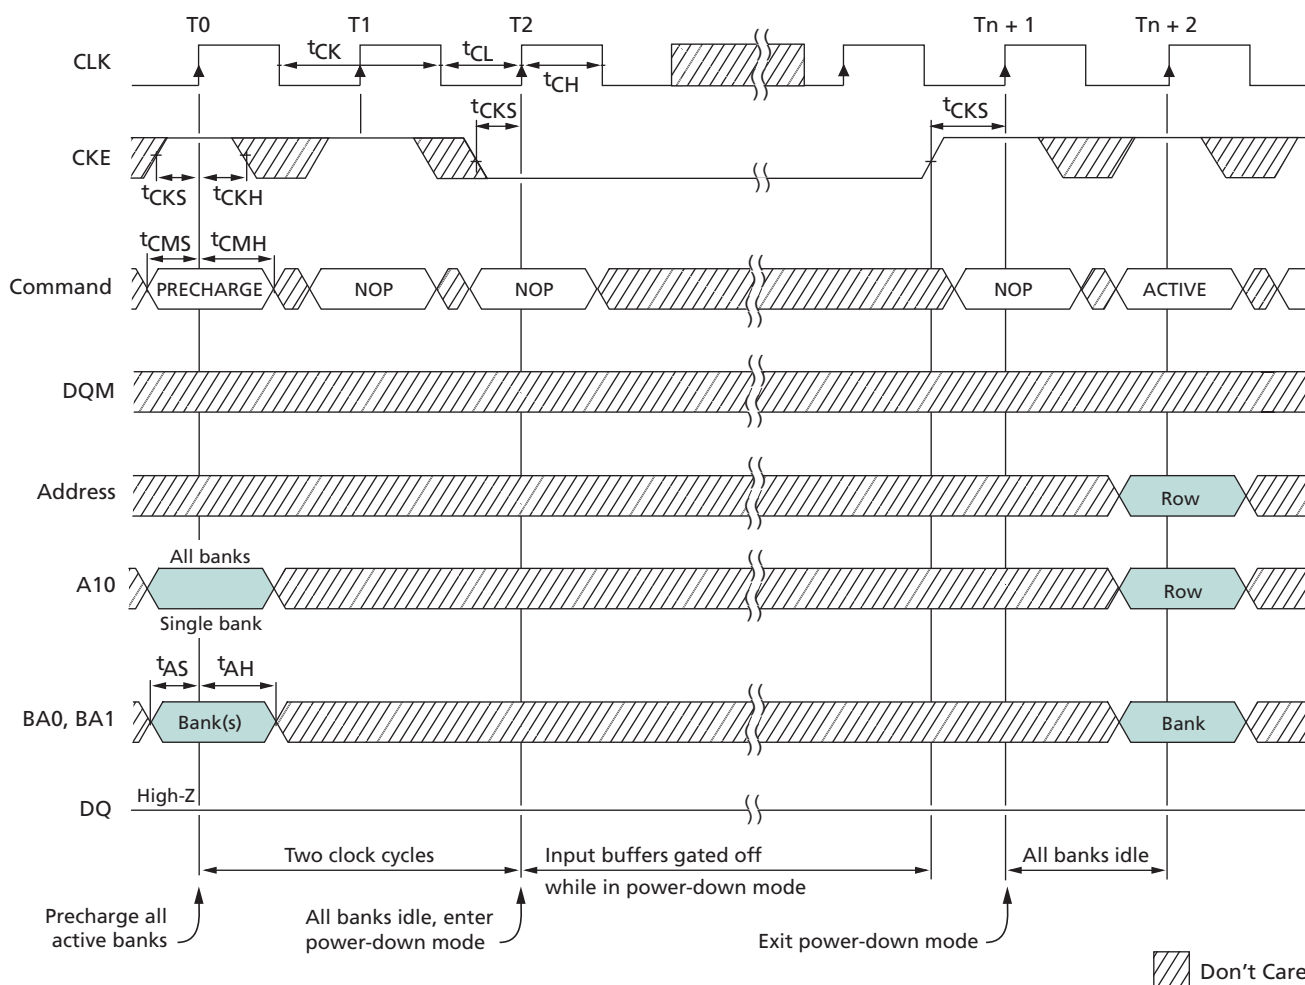 T0 T1 T2 Tn + 1 Tn + 2
CLK
tCK
tCL
tCH
tCKS
tCKS
CKE
tCKS
tCKH
tCMS
tCMH
Command
PRECHARGE
NOP
NOP
NOP
ACTIVE
DQM
Address
Row
All banks
A10
Row
Single bank
tAS
tAH
BA0, BA1
Bank(s)
Bank
High-Z
DQ
Two clock cycles
Input buffers gated off
while in power-down mode
All banks idle
Precharge all
active banks
All banks idle, enter
power-down mode
Exit power-down mode
Don't Care